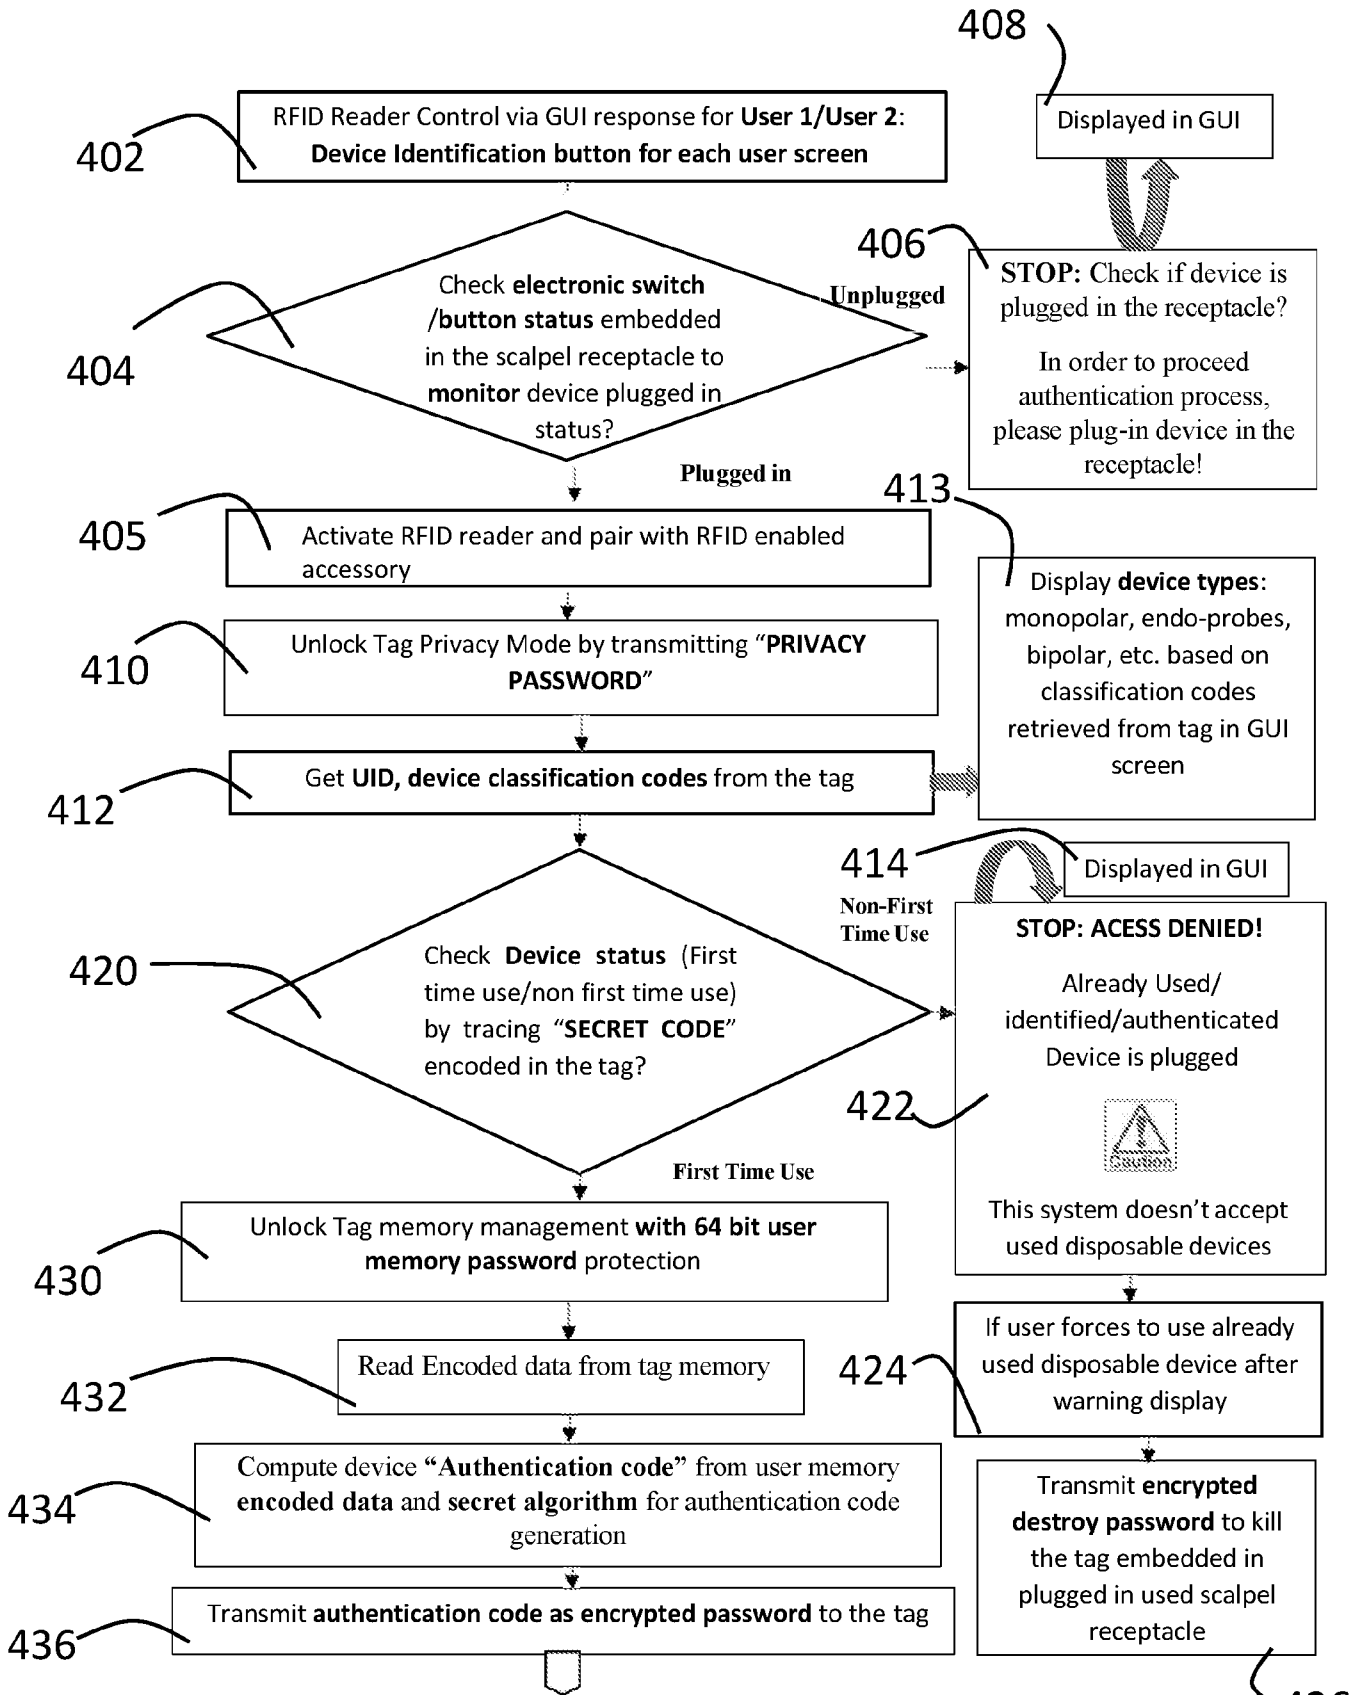 408
Displayed in GUI
402
RFID Reader Control via GUI response for User 1/User 2:
Device Identification button for each user screen
404
Check electronic switch
/button status embedded
in the scalpel receptacle to
monitor device plugged in
status?
Unplugged
406
STOP: Check if device is
plugged in the receptacle?
In order to proceed
authentication process,
please plug-in device in the
receptacle!
Plugged in
405
Activate RFID reader and pair with RFID enabled
accessory
410
Unlock Tag Privacy Mode by transmitting “PRIVACY
PASSWORD”
413
Display device types:
monopolar, endo-probes,
bipolar, etc. based on
classification codes
retrieved from tag in GUI
screen
412
Get UID, device classification codes from the tag
414
Displayed in GUI
420
Check Device status (First
time use/non first time use)
by tracing “SECRET CODE”
encoded in the tag?
Non-First
Time Use
STOP: ACESS DENIED!
Already Used/
identified/authenticated
Device is plugged
422
Caution
This system doesn’t accept
used disposable devices
First Time Use
430
Unlock Tag memory management with 64 bit user
memory password protection
432
Read Encoded data from tag memory
424
If user forces to use already
used disposable device after
warning display
434
Compute device “Authentication code” from user memory
encoded data and secret algorithm for authentication code
generation
Transmit encrypted
destroy password to kill
the tag embedded in
plugged in used scalpel
receptacle
436
Transmit authentication code as encrypted password to the tag